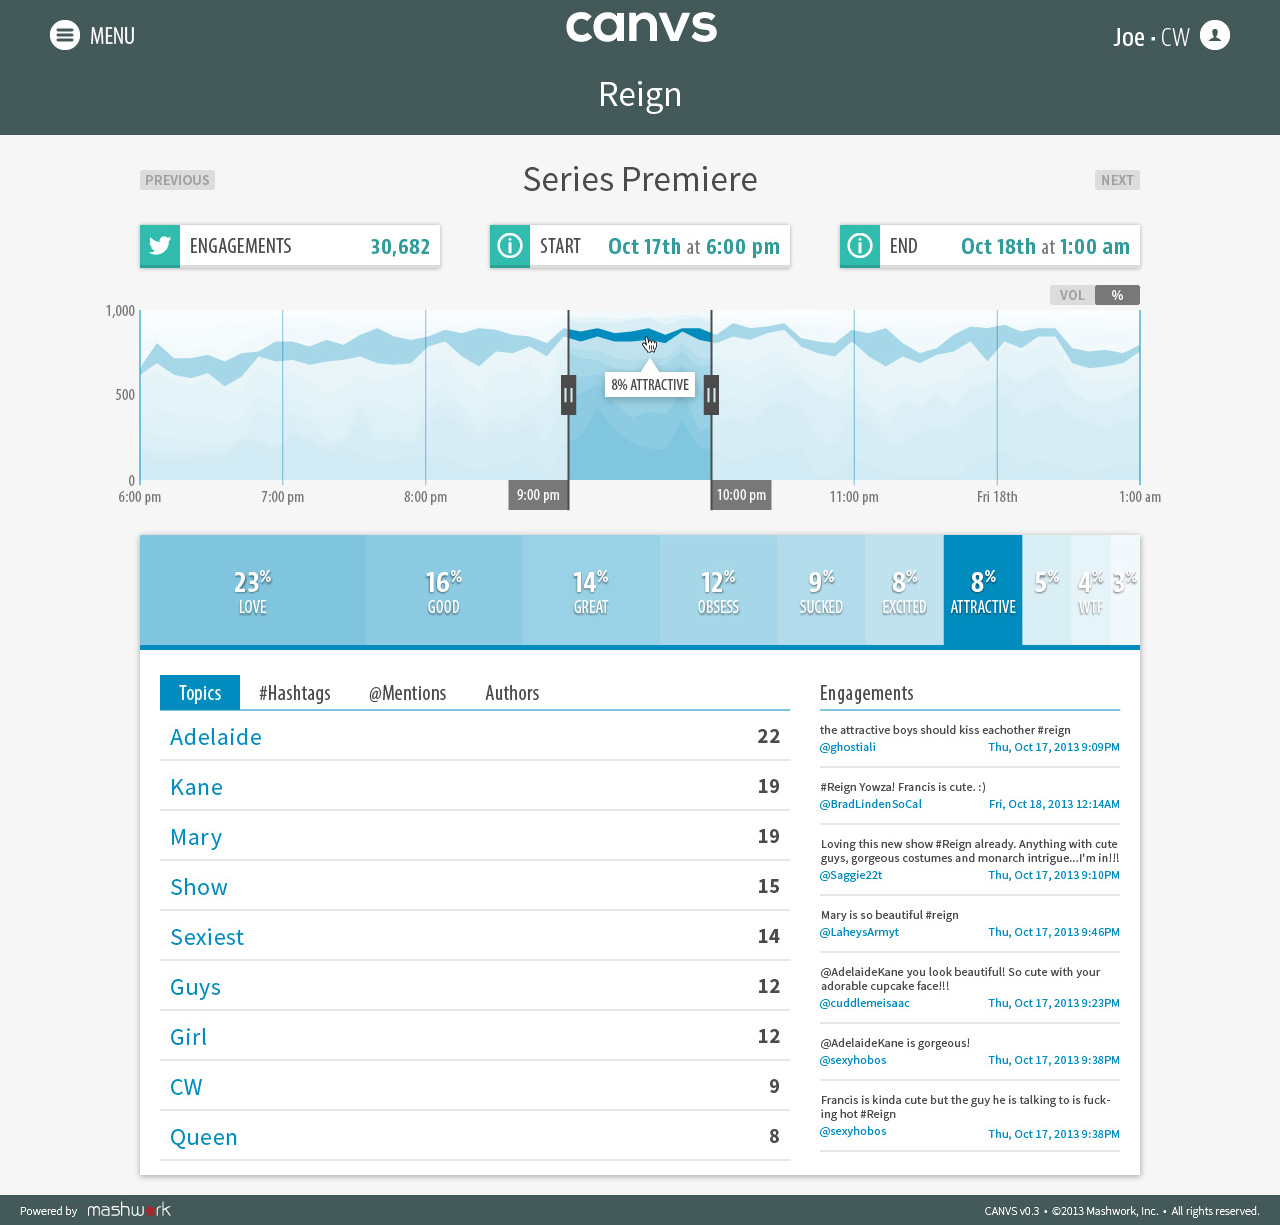 MENU
canvs
Joe · CW
Reign
PREVIOUS
Series Premiere
NEXT
ENGAGEMENTS 30,682
START Oct 17th at 6:00 pm
END Oct 18th at 1:00 am
VOL %
1,000
500
0
8% ATTRACTIVE
6:00 pm
7:00 pm
8:00 pm
9:00 pm
10:00 pm
11:00 pm
Fri 18th
1:00 am
23% LOVE
16% GOOD
14% GREAT
12% OBSESS
9% SUCKED
8% EXCITED
8% ATTRACTIVE
5%
4% WTF
3%
Topics #Hashtags @Mentions Authors
Adelaide 22
Kane 19
Mary 19
Show 15
Sexiest 14
Guys 12
Girl 12
CW 9
Queen 8
Engagements
the attractive boys should kiss eachother #reign
@ghostiali Thu, Oct 17, 2013 9:09PM
#Reign Yowza! Francis is cute. :)
@BradLindenSoCal Fri, Oct 18, 2013 12:14AM
Loving this new show #Reign already. Anything with cute
guys, gorgeous costumes and monarch intrigue...I'm in!!!
@Saggie22t Thu, Oct 17, 2013 9:10PM
Mary is so beautiful #reign
@LaheysArmyt Thu, Oct 17, 2013 9:46PM
@AdelaideKane you look beautiful! So cute with your
adorable cupcake face!!!
@cuddlemeisaac Thu, Oct 17, 2013 9:23PM
@AdelaideKane is gorgeous!
@sexyhobos Thu, Oct 17, 2013 9:38PM
Francis is kinda cute but the guy he is talking to is fuck-
ing hot #Reign
@sexyhobos Thu, Oct 17, 2013 9:38PM
Powered by mashwork
CANVS v0.3 • ©2013 Mashwork, Inc. • All rights reserved.